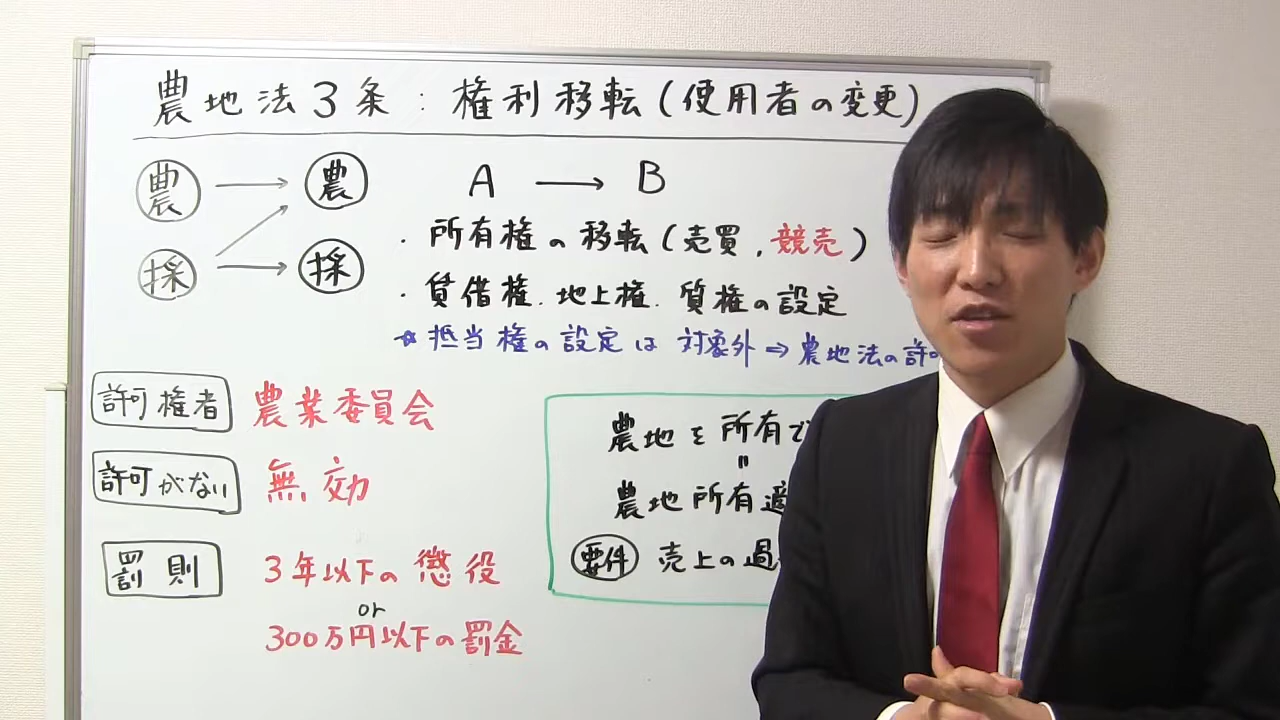 農地法3条:権利移転(使用者の変更)
農 → 農
採 → 採
A → B
・所有権の移転(売買,競売)
・賃借権.地上権.質権の設定
☆抵当権の設定は対象外⇒農地法の許
許可権者 農業委員会
許可がない 無効
罰則 3年以下の懲役
or
300万円以下の罰金
農地を所有で
〃
農地所有適
要件 売上の過